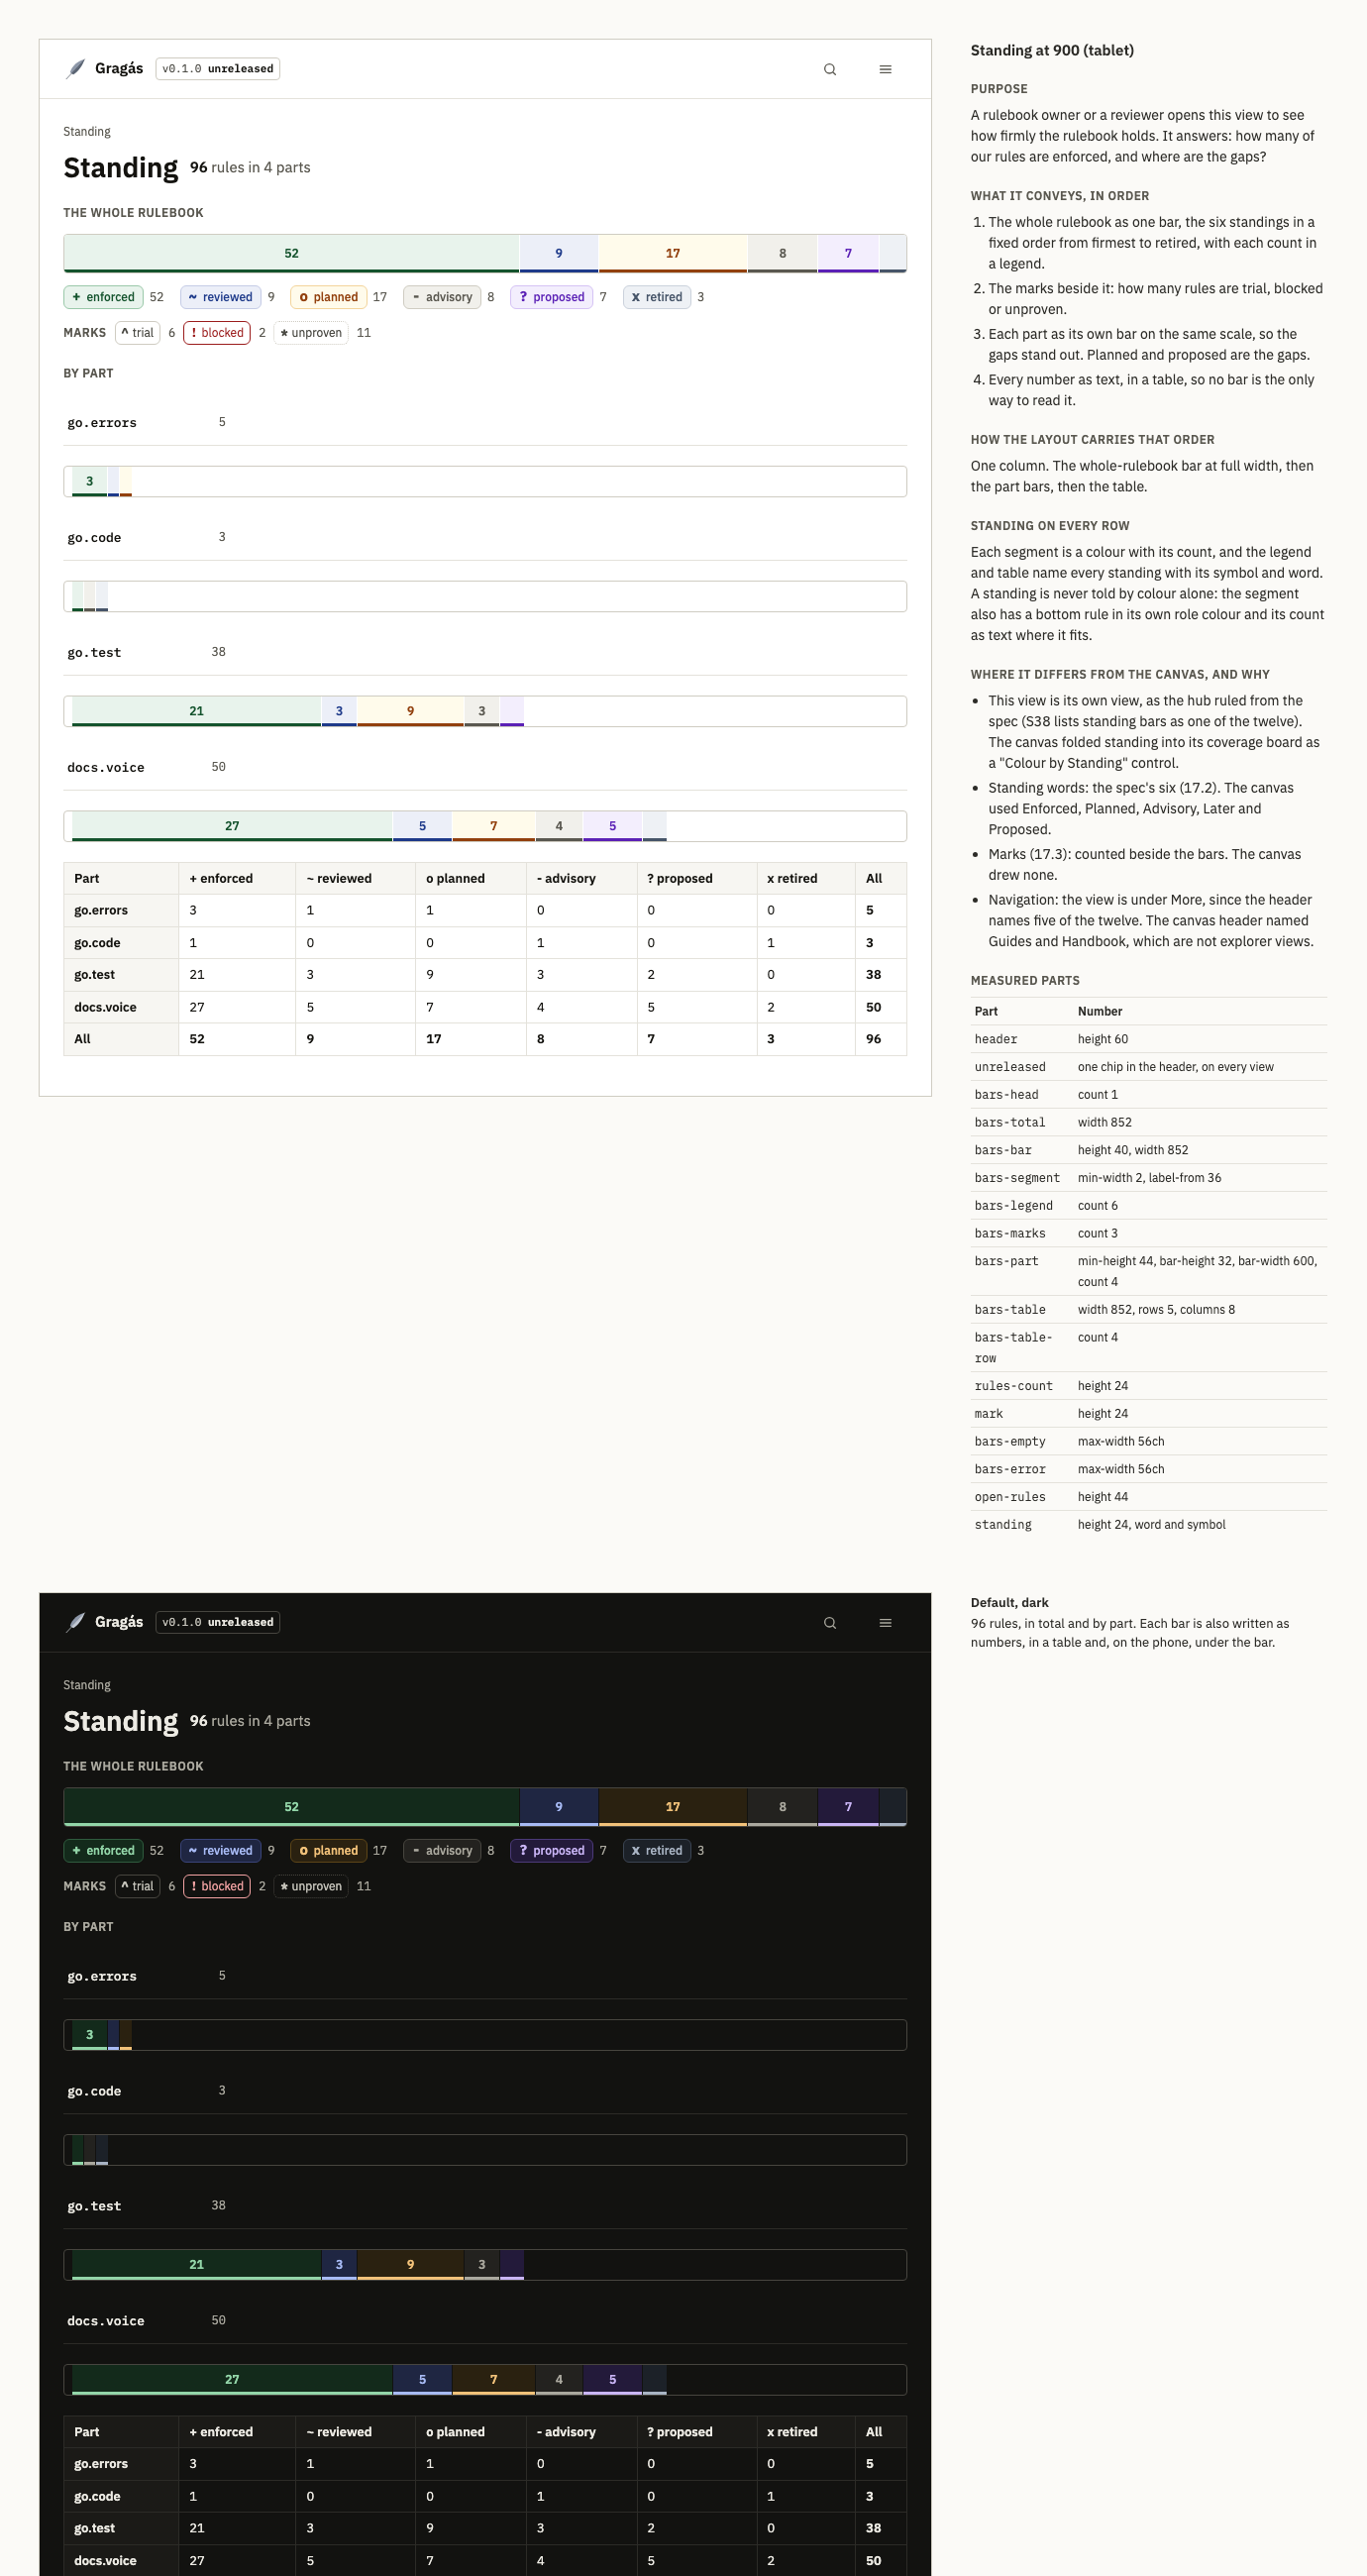 Gragás v0.1.0 unreleased
Standing
Standing 96 rules in 4 parts
THE WHOLE RULEBOOK
52 9 17 8 7
+ enforced 52 ~ reviewed 9 o planned 17 - advisory 8 ? proposed 7 x retired 3
MARKS ^ trial 6 ! blocked 2 * unproven 11
BY PART
go.errors 5
3
go.code 3
go.test 38
21 3 9 3
docs.voice 50
27 5 7 4 5
Part + enforced ~ reviewed o planned - advisory ? proposed x retired All
go.errors 3 1 1 0 0 0 5
go.code 1 0 0 1 0 1 3
go.test 21 3 9 3 2 0 38
docs.voice 27 5 7 4 5 2 50
All 52 9 17 8 7 3 96
Standing at 900 (tablet)
PURPOSE
A rulebook owner or a reviewer opens this view to see
how firmly the rulebook holds. It answers: how many of
our rules are enforced, and where are the gaps?
WHAT IT CONVEYS, IN ORDER
1. The whole rulebook as one bar, the six standings in a
fixed order from firmest to retired, with each count in
a legend.
2. The marks beside it: how many rules are trial, blocked
or unproven.
3. Each part as its own bar on the same scale, so the
gaps stand out. Planned and proposed are the gaps.
4. Every number as text, in a table, so no bar is the only
way to read it.
HOW THE LAYOUT CARRIES THAT ORDER
One column. The whole-rulebook bar at full width, then
the part bars, then the table.
STANDING ON EVERY ROW
Each segment is a colour with its count, and the legend
and table name every standing with its symbol and word.
A standing is never told by colour alone: the segment
also has a bottom rule in its own role colour and its count
as text where it fits.
WHERE IT DIFFERS FROM THE CANVAS, AND WHY
• This view is its own view, as the hub ruled from the
spec (S38 lists standing bars as one of the twelve).
The canvas folded standing into its coverage board as
a "Colour by Standing" control.
• Standing words: the spec's six (17.2). The canvas
used Enforced, Planned, Advisory, Later and
Proposed.
• Marks (17.3): counted beside the bars. The canvas
drew none.
• Navigation: the view is under More, since the header
names five of the twelve. The canvas header named
Guides and Handbook, which are not explorer views.
MEASURED PARTS
Part Number
header height 60
unreleased one chip in the header, on every view
bars-head count 1
bars-total width 852
bars-bar height 40, width 852
bars-segment min-width 2, label-from 36
bars-legend count 6
bars-marks count 3
bars-part min-height 44, bar-height 32, bar-width 600,
count 4
bars-table width 852, rows 5, columns 8
bars-table- count 4
row
rules-count height 24
mark height 24
bars-empty max-width 56ch
bars-error max-width 56ch
open-rules height 44
standing height 24, word and symbol
Gragás v0.1.0 unreleased
Standing
Standing 96 rules in 4 parts
THE WHOLE RULEBOOK
52 9 17 8 7
+ enforced 52 ~ reviewed 9 o planned 17 - advisory 8 ? proposed 7 x retired 3
MARKS ^ trial 6 ! blocked 2 * unproven 11
BY PART
go.errors 5
3
go.code 3
go.test 38
21 3 9 3
docs.voice 50
27 5 7 4 5
Part + enforced ~ reviewed o planned - advisory ? proposed x retired All
go.errors 3 1 1 0 0 0 5
go.code 1 0 0 1 0 1 3
go.test 21 3 9 3 2 0 38
docs.voice 27 5 7 4 5 2 50
Default, dark
96 rules, in total and by part. Each bar is also written as
numbers, in a table and, on the phone, under the bar.